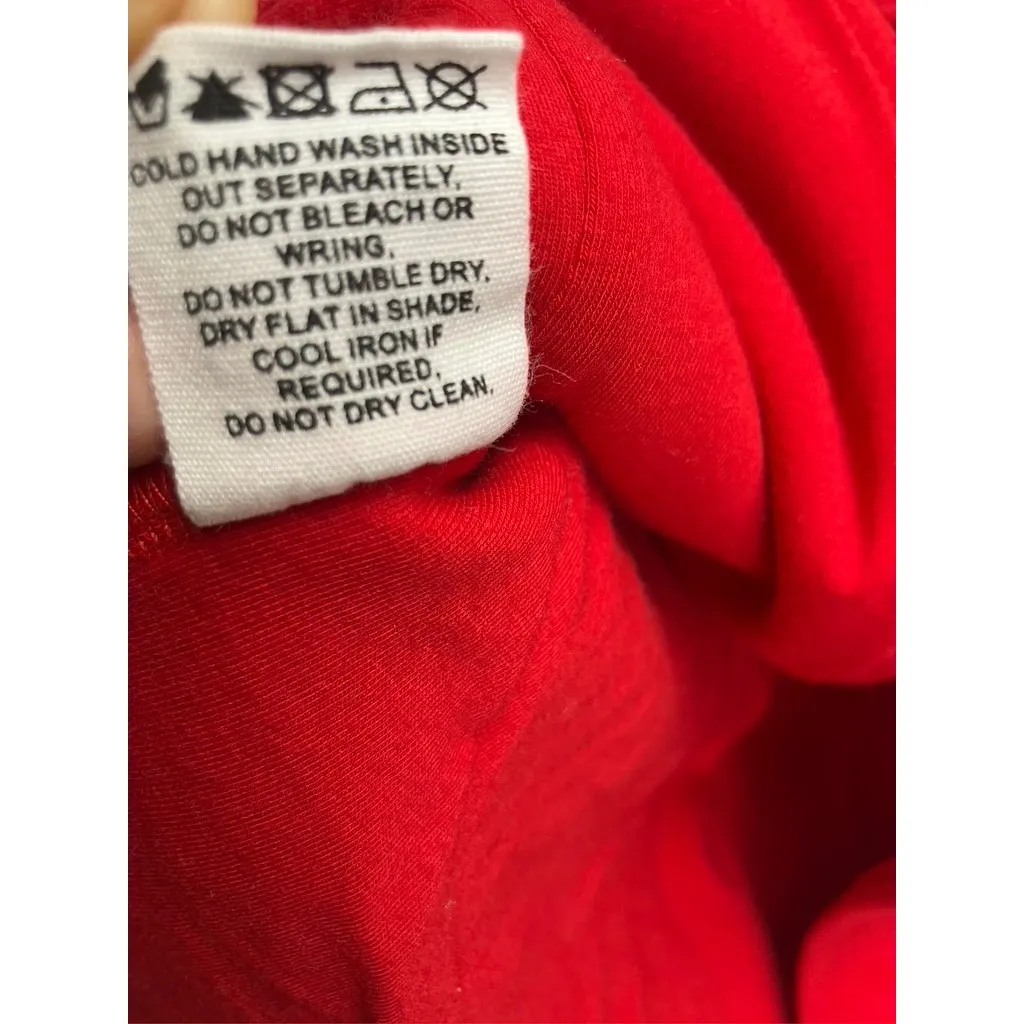 COLD HAND WASH INSIDE
OUT SEPARATELY,
DO NOT BLEACH OR
WRING,
DO NOT TUMBLE DRY,
DRY FLAT IN SHADE,
COOL IRON IF
REQUIRED,
DO NOT DRY CLEAN.